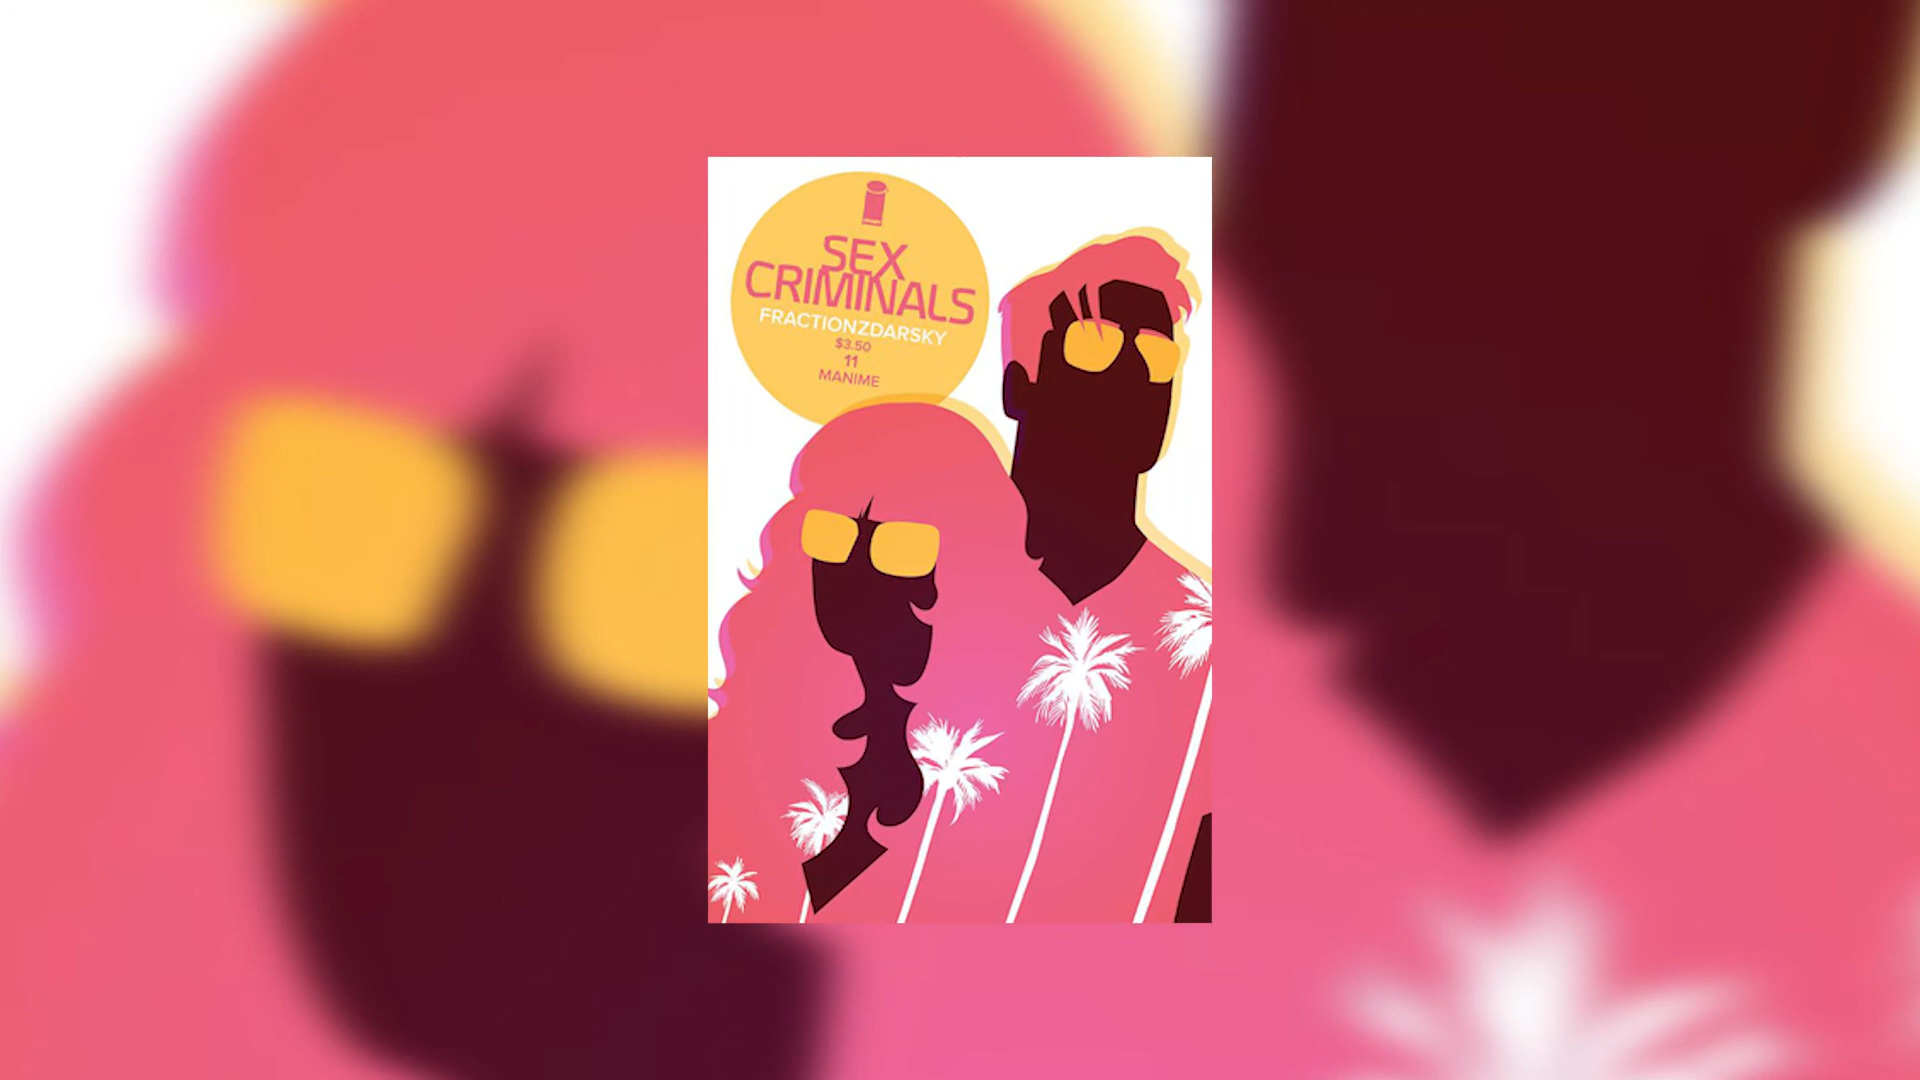 SEX
CRIMINALS
FRACTIONZDARSKY
$3.50
11
MANIME